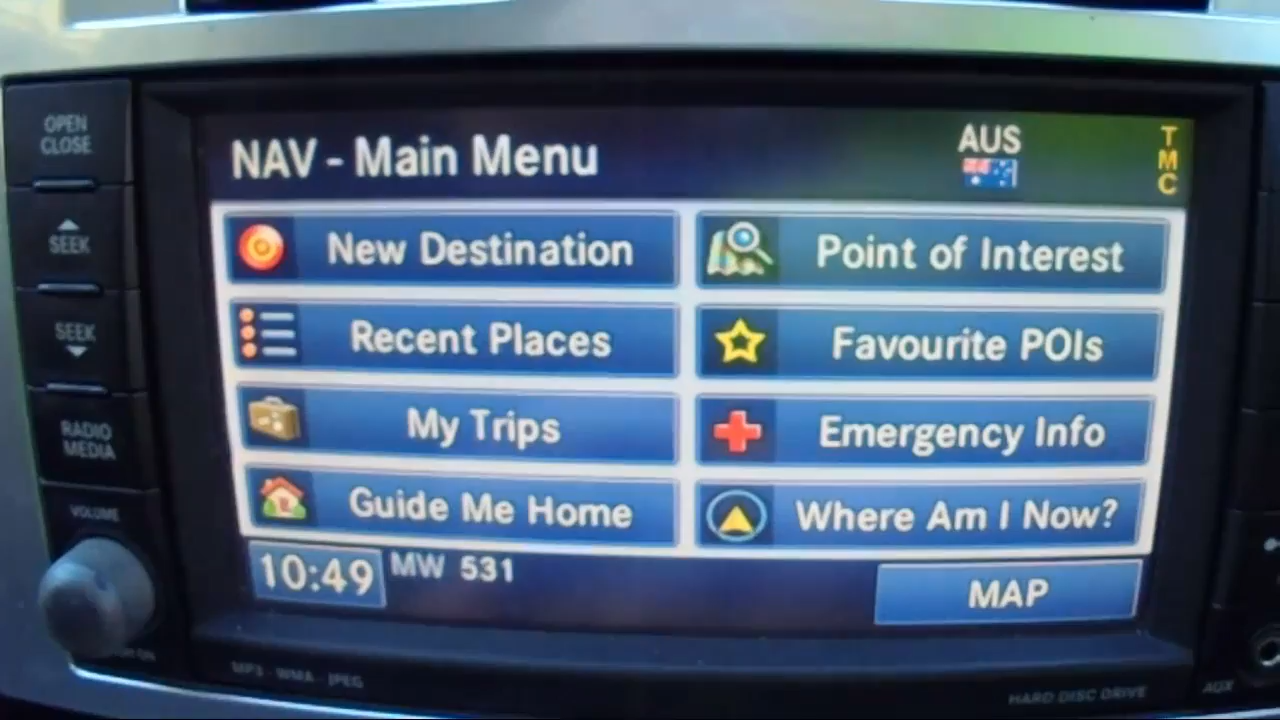 OPEN
CLOSE
SEEK
SEEK
RADIO
MEDIA
VOLUME
NAV - Main Menu
AUS
TMC
New Destination
Point of Interest
Recent Places
Favourite POIs
My Trips
Emergency Info
Guide Me Home
Where Am I Now?
10:49
MW 531
MAP
MP3 WMA JPEG
HARD DISC DRIVE
AUX